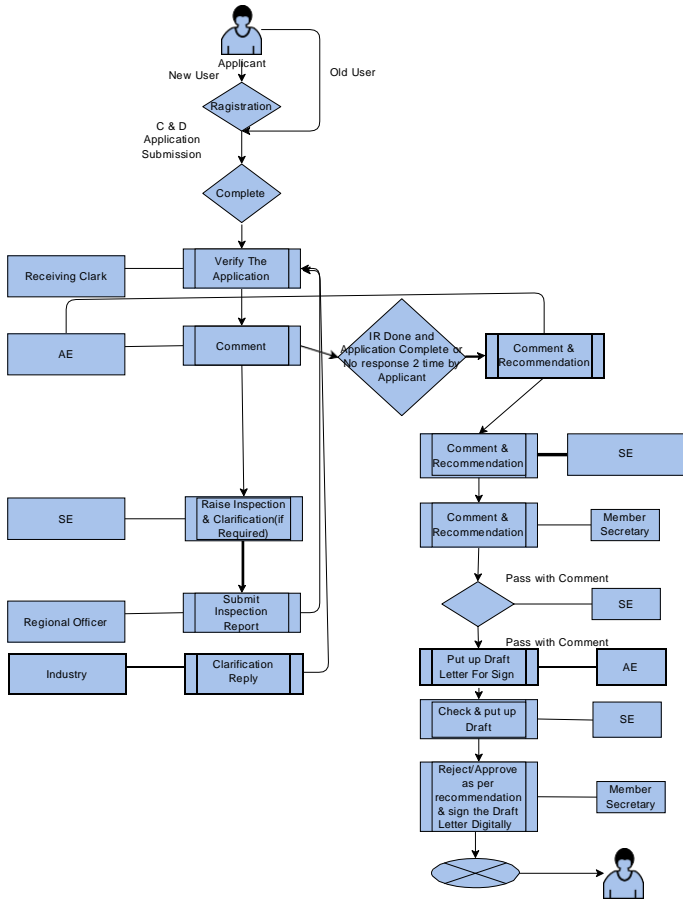 Applicant
New User
Old User
Ragistration
C & D
Application
Submission
Complete
Verify The
Application
Receiving Clark
AE
Comment
IR Done and
Application Complete or
No response 2 time by
Applicant
Comment &
Recommendation
Comment &
Recommendation
SE
SE
Raise Inspection
& Clarification(if
Required)
Comment &
Recommendation
Member
Secretary
Pass with Comment
SE
Regional Officer
Submit
Inspection
Report
Pass with Comment
Industry
Clarification
Reply
Put up Draft
Letter For Sign
AE
Check & put up
Draft
SE
Reject/Approve
as per
recommendation
& sign the Draft
Letter Digitally
Member
Secretary